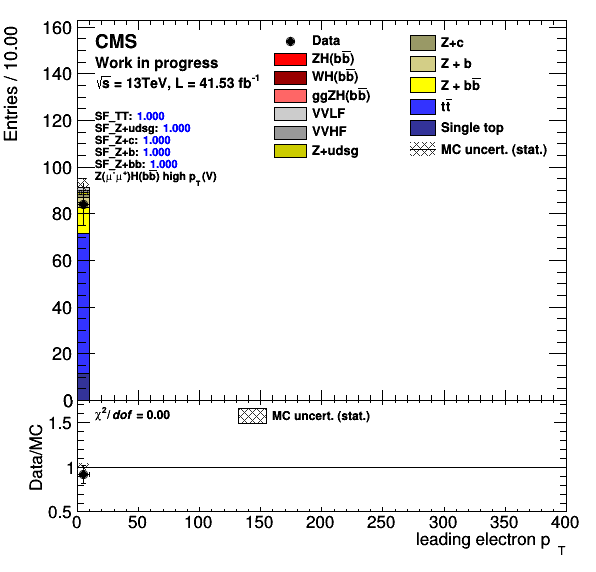 Entries / 10.00
160
140
120
100
80
60
40
20
0
CMS
Work in progress
√s = 13TeV, L = 41.53 fb⁻¹
SF_TT: 1.000
SF_Z+udsg: 1.000
SF_Z+c: 1.000
SF_Z+b: 1.000
SF_Z+bb: 1.000
Z(μ⁻μ⁺)H(bb̅) high p_T(V)
Data
ZH(bb̅)
WH(bb̅)
ggZH(bb̅)
VVLF
VVHF
Z+udsg
Z+c
Z + b
Z + bb̅
tt̅
Single top
MC uncert. (stat.)
Data/MC
1.5
1
0.5
χ²/dof = 0.00
MC uncert. (stat.)
0 50 100 150 200 250 300 350 400
leading electron p_T